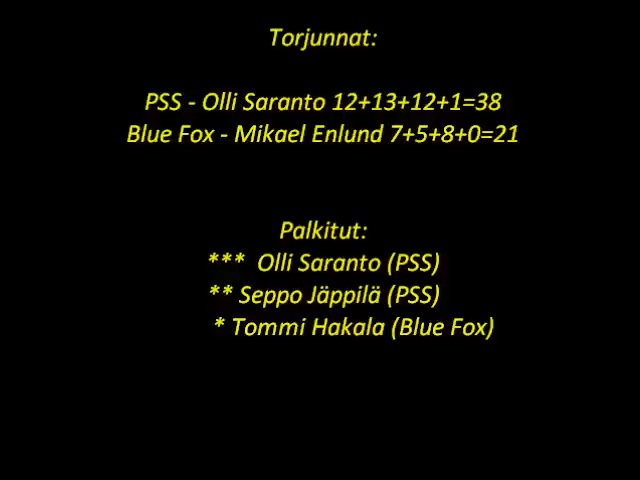 Torjunnat:
PSS - Olli Saranto 12+13+12+1=38
Blue Fox - Mikael Enlund 7+5+8+0=21
Palkitut:
*** Olli Saranto (PSS)
** Seppo Jäppilä (PSS)
* Tommi Hakala (Blue Fox)